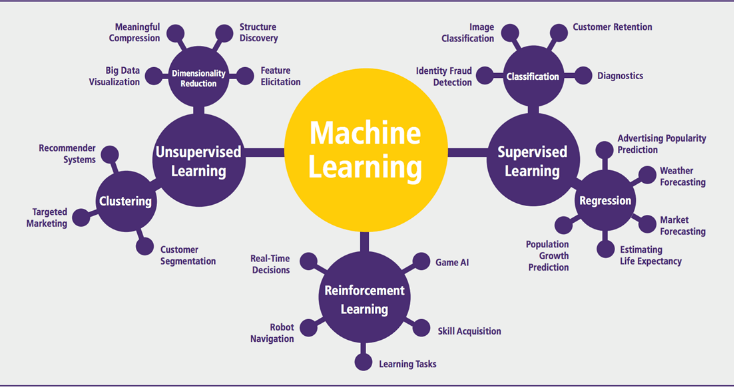 Machine
Learning
Unsupervised
Learning
Dimensionality
Reduction
Meaningful
Compression
Structure
Discovery
Big Data
Visualization
Feature
Elicitation
Clustering
Recommender
Systems
Targeted
Marketing
Customer
Segmentation
Supervised
Learning
Classification
Image
Classification
Customer Retention
Identity Fraud
Detection
Diagnostics
Regression
Advertising Popularity
Prediction
Weather
Forecasting
Market
Forecasting
Population
Growth
Prediction
Estimating
Life Expectancy
Reinforcement
Learning
Real-Time
Decisions
Game AI
Robot
Navigation
Skill Acquisition
Learning Tasks